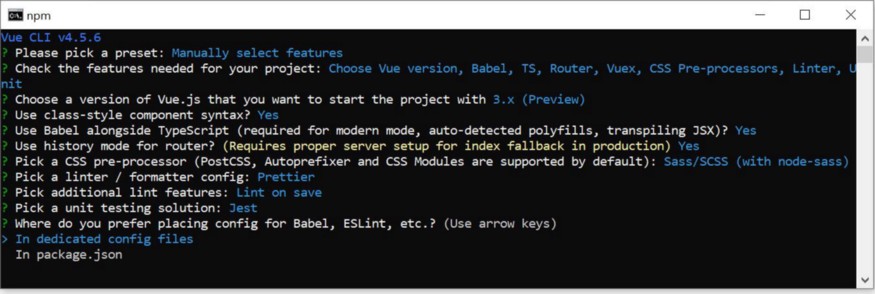 npm
Vue CLI v4.5.6
? Please pick a preset: Manually select features
? Check the features needed for your project: Choose Vue version, Babel, TS, Router, Vuex, CSS Pre-processors, Linter, U
nit
? Choose a version of Vue.js that you want to start the project with 3.x (Preview)
? Use class-style component syntax? Yes
? Use Babel alongside TypeScript (required for modern mode, auto-detected polyfills, transpiling JSX)? Yes
? Use history mode for router? (Requires proper server setup for index fallback in production) Yes
? Pick a CSS pre-processor (PostCSS, Autoprefixer and CSS Modules are supported by default): Sass/SCSS (with node-sass)
? Pick a linter / formatter config: Prettier
? Pick additional lint features: Lint on save
? Pick a unit testing solution: Jest
? Where do you prefer placing config for Babel, ESLint, etc.? (Use arrow keys)
> In dedicated config files
In package.json